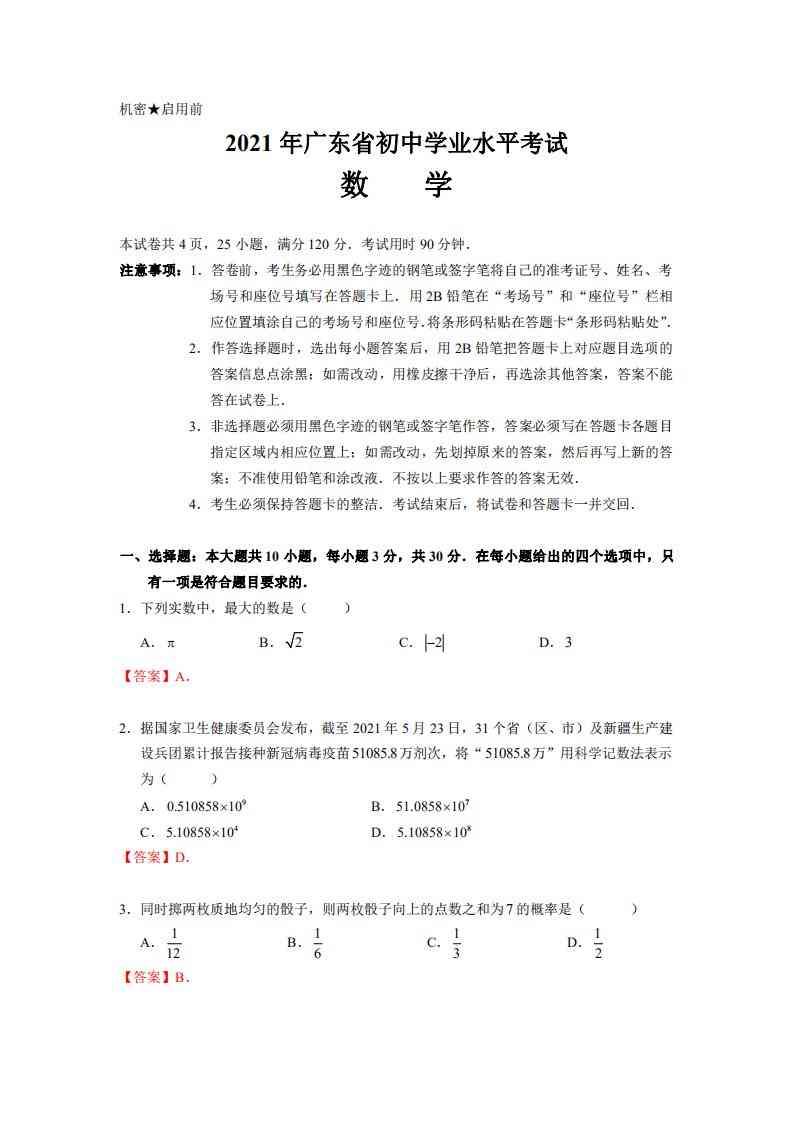 机密★启用前
2021 年广东省初中学业水平考试
数 学
本试卷共 4 页，25 小题，满分 120 分．考试用时 90 分钟．
注意事项：1．答卷前，考生务必用黑色字迹的钢笔或签字笔将自己的准考证号、姓名、考
场号和座位号填写在答题卡上．用 2B 铅笔在“考场号”和“座位号”栏相
应位置填涂自己的考场号和座位号．将条形码粘贴在答题卡“条形码粘贴处”．
2．作答选择题时，选出每小题答案后，用 2B 铅笔把答题卡上对应题目选项的
答案信息点涂黑；如需改动，用橡皮擦干净后，再选涂其他答案，答案不能
答在试卷上．
3．非选择题必须用黑色字迹的钢笔或签字笔作答，答案必须写在答题卡各题目
指定区域内相应位置上；如需改动，先划掉原来的答案，然后再写上新的答
案；不准使用铅笔和涂改液．不按以上要求作答的答案无效．
4．考生必须保持答题卡的整洁．考试结束后，将试卷和答题卡一并交回．
一、选择题：本大题共 10 小题，每小题 3 分，共 30 分．在每小题给出的四个选项中，只
有一项是符合题目要求的．
1．下列实数中，最大的数是（ ）
A．π B．√2 C．|−2| D．3
【答案】A．
2．据国家卫生健康委员会发布，截至 2021 年 5 月 23 日，31 个省（区、市）及新疆生产建
设兵团累计报告接种新冠病毒疫苗 51085.8 万剂次，将“ 51085.8 万”用科学记数法表示
为（ ）
A．0.510858×10⁹ B．51.0858×10⁷
C．5.10858×10⁴ D．5.10858×10⁸
【答案】D．
3．同时掷两枚质地均匀的骰子，则两枚骰子向上的点数之和为 7 的概率是（ ）
A．1/12 B．1/6 C．1/3 D．1/2
【答案】B．